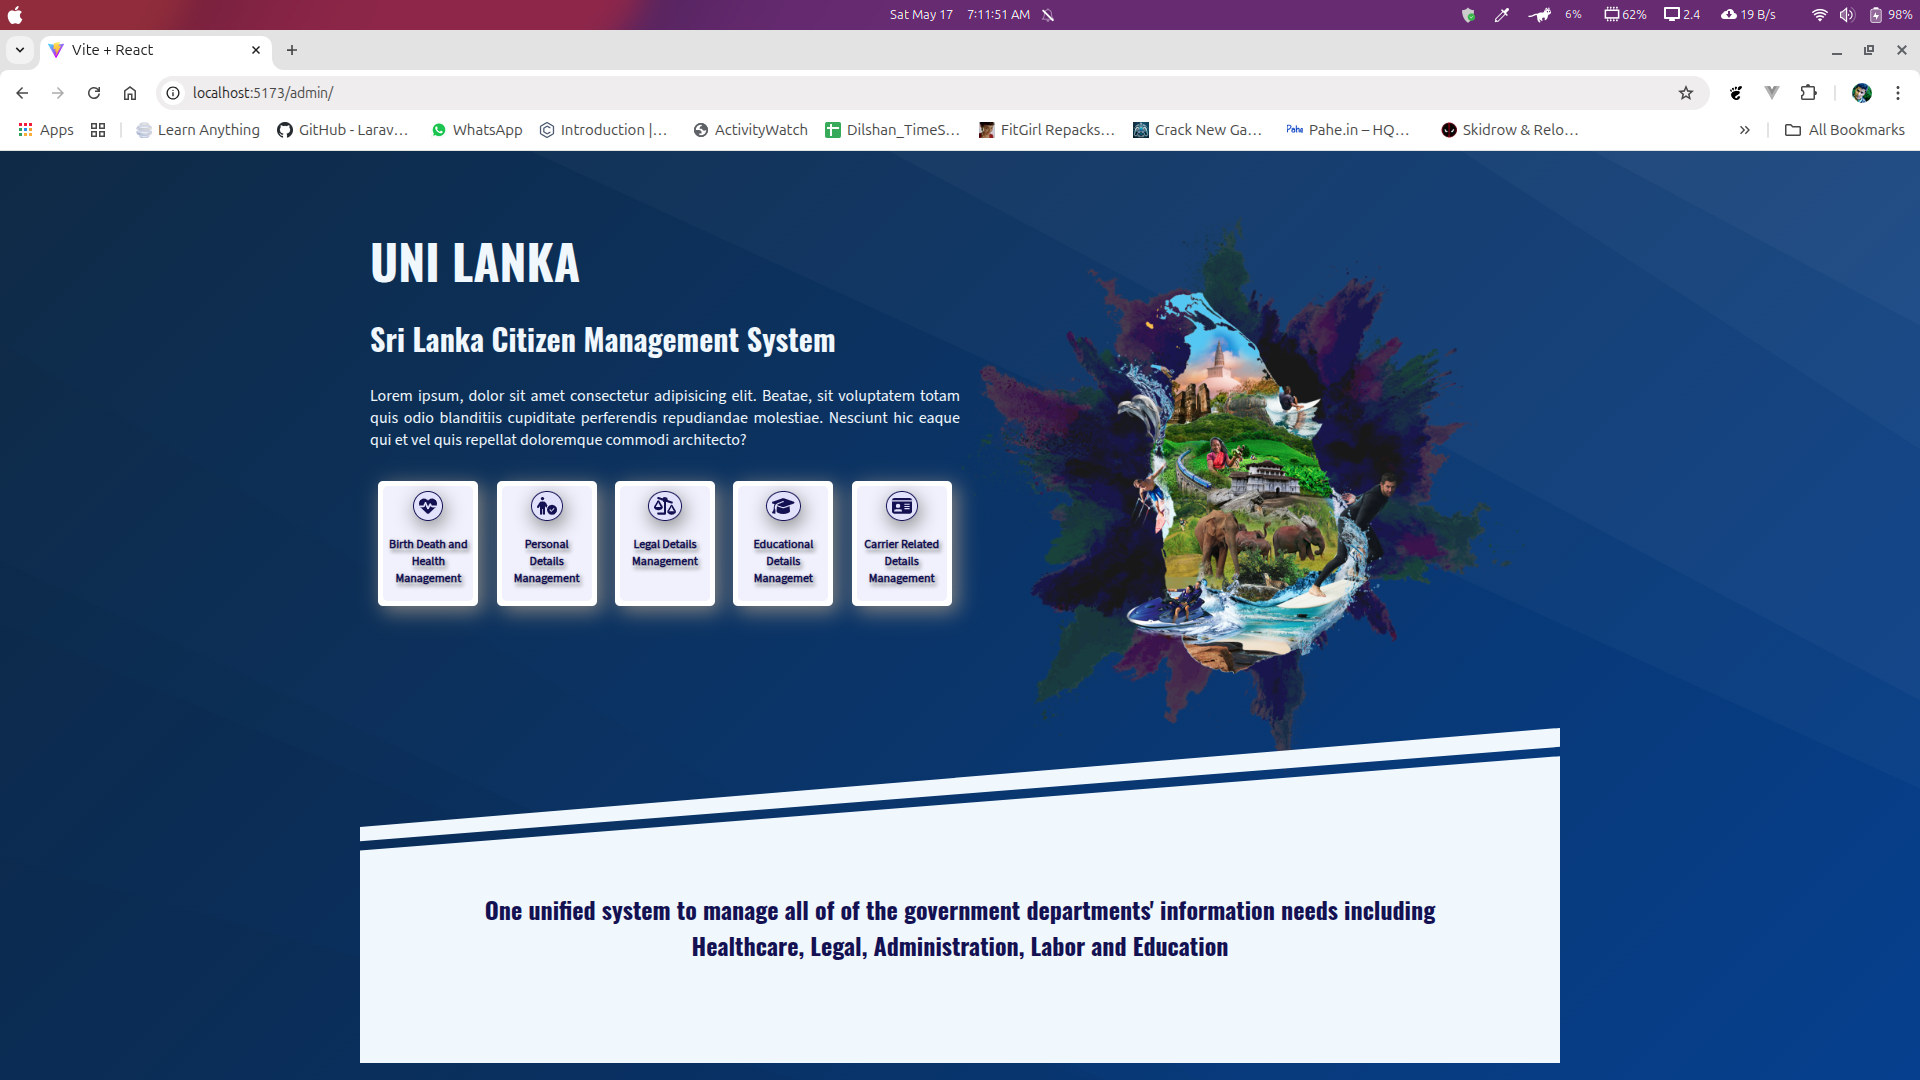 Sat May 17 7:11:51 AM
6%
62%
2.4
19 B/s
98%
Vite + React
localhost:5173/admin/
Apps
Learn Anything
GitHub - Larav...
WhatsApp
Introduction |...
ActivityWatch
Dilshan_TimeS...
FitGirl Repacks...
Crack New Ga...
Pahe Pahe.in – HQ...
Skidrow & Relo...
All Bookmarks
UNI LANKA
Sri Lanka Citizen Management System
Lorem ipsum, dolor sit amet consectetur adipisicing elit. Beatae, sit voluptatem totam
quis odio blanditiis cupiditate perferendis repudiandae molestiae. Nesciunt hic eaque
qui et vel quis repellat doloremque commodi architecto?
Birth Death and
Health
Management
Personal
Details
Management
Legal Details
Management
Educational
Details
Managemet
Carrier Related
Details
Management
One unified system to manage all of of the government departments' information needs including
Healthcare, Legal, Administration, Labor and Education